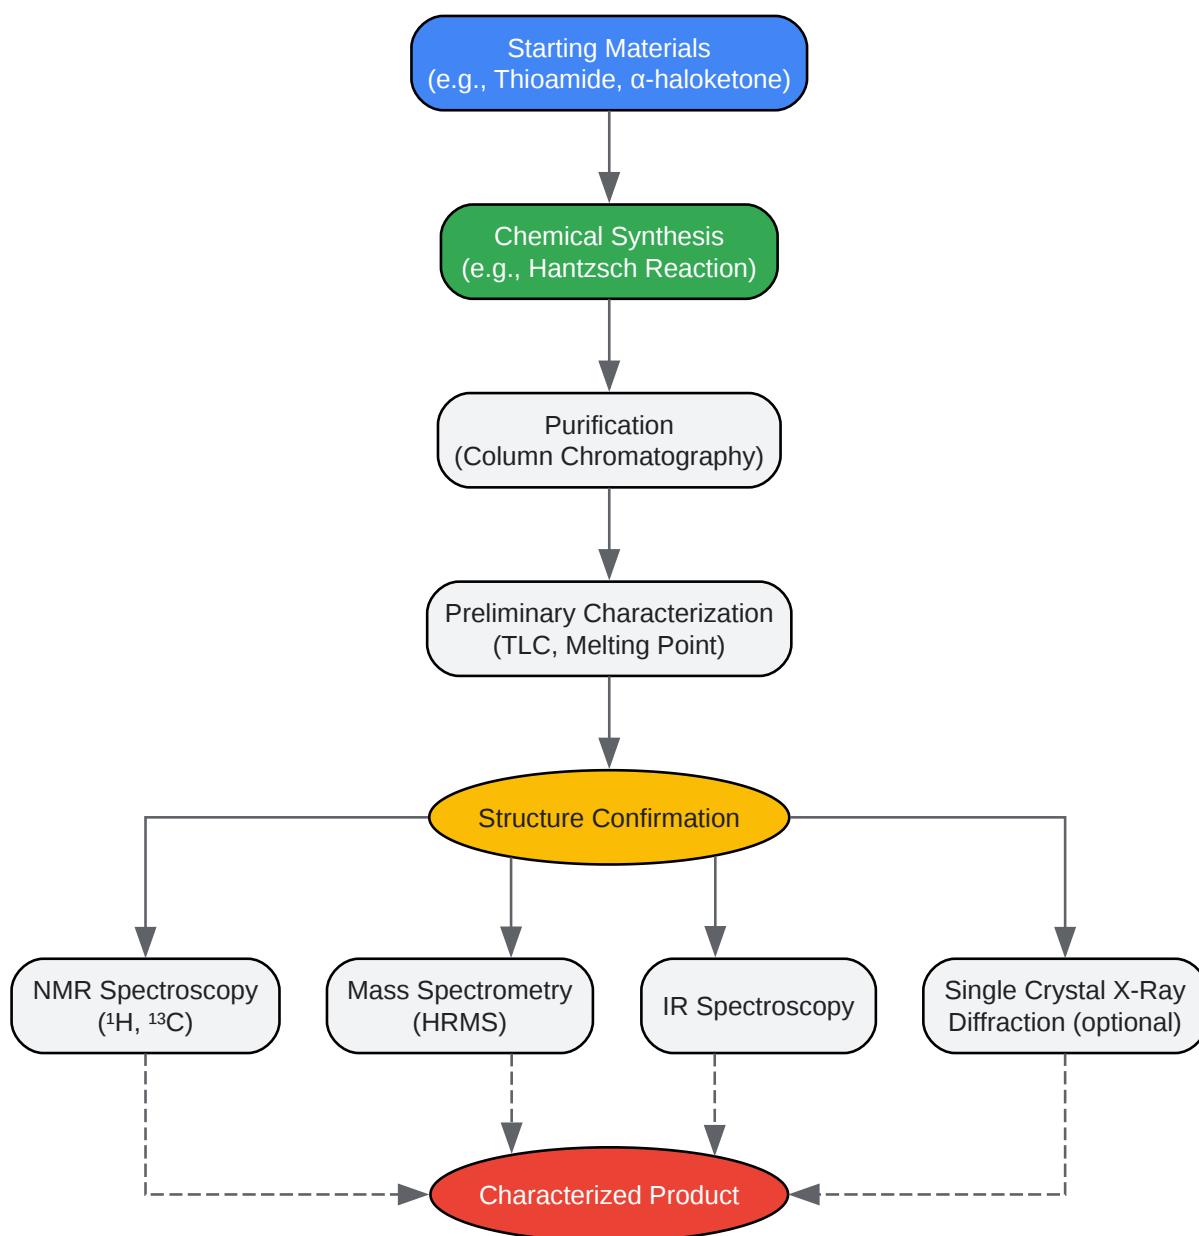 Starting Materials
(e.g., Thioamide, α-haloketone)
Chemical Synthesis
(e.g., Hantzsch Reaction)
Purification
(Column Chromatography)
Preliminary Characterization
(TLC, Melting Point)
Structure Confirmation
NMR Spectroscopy
(¹H, ¹³C)
Mass Spectrometry
(HRMS)
IR Spectroscopy
Single Crystal X-Ray
Diffraction (optional)
Characterized Product